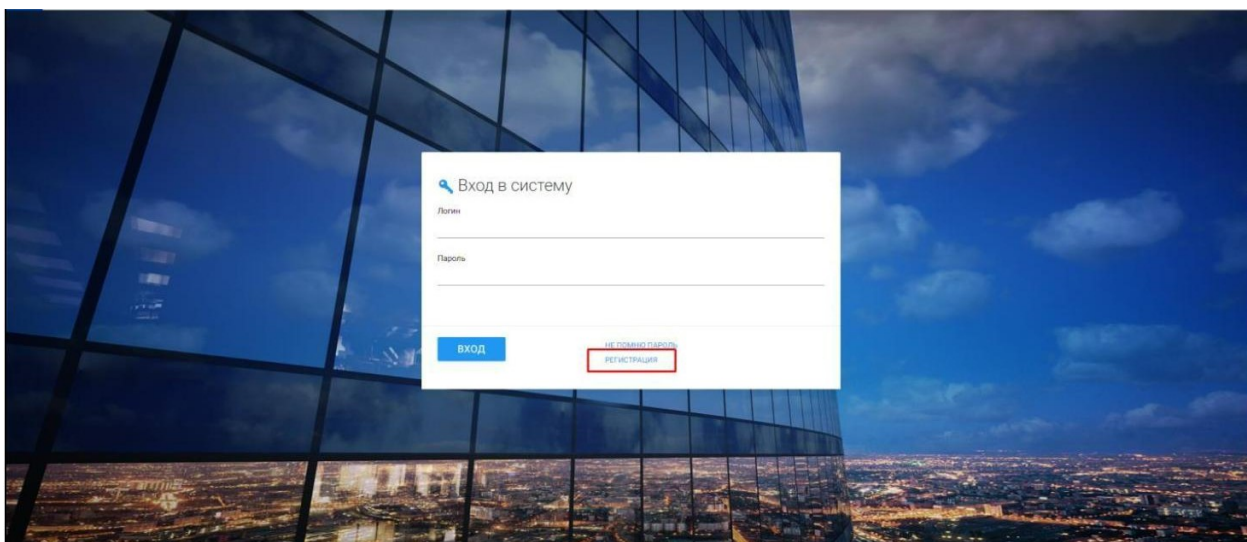 Вход в систему
Логин
Пароль
ВХОД
НЕ ПОМНЮ ПАРОЛЬ
РЕГИСТРАЦИЯ